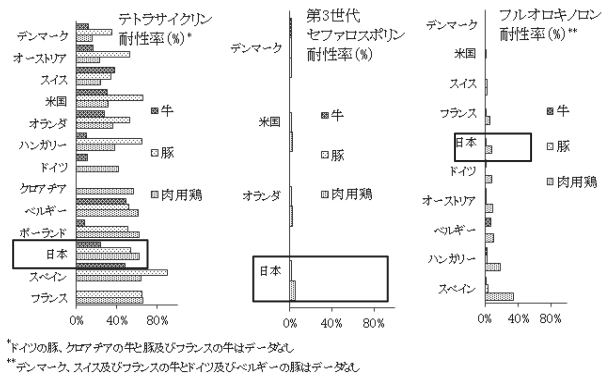 テトラサイクリン
耐性率(%)*
デンマーク
オーストリア
スイス
米国
オランダ
ハンガリー
ドイツ
クロアチア
ベルギー
ポーランド
日本
スペイン
フランス
牛
豚
肉用鶏
0% 40% 80%
第3世代
セファロスポリン
耐性率(%)
デンマーク
米国
オランダ
日本
牛
豚
肉用鶏
0% 40% 80%
フルオロキノロン
耐性率(%)**
デンマーク
米国
スイス
フランス
日本
ドイツ
オーストリア
ベルギー
ハンガリー
スペイン
牛
豚
肉用鶏
0% 40% 80%
*ドイツの豚、クロアチアの牛と豚及びフランスの牛はデータなし
**デンマーク、スイス及びフランスの牛とドイツ及びベルギーの豚はデータなし